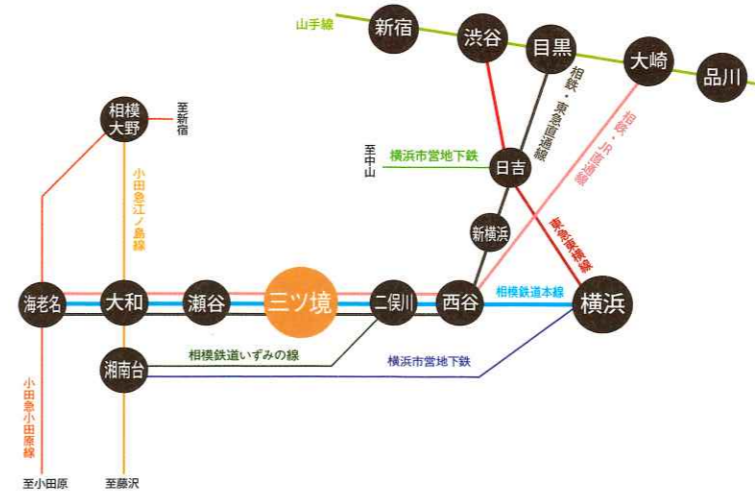 山手線
新宿
渋谷
目黒
大崎
品川
相鉄・東急直通線
相鉄・JR直通線
相模
大野
至新宿
至中山
横浜市営地下鉄
日吉
小田急江ノ島線
新横浜
東急東横線
海老名
大和
瀬谷
三ツ境
二俣川
西谷
相模鉄道本線
横浜
相模鉄道いずみの線
横浜市営地下鉄
湘南台
小田急小田原線
至小田原
至藤沢